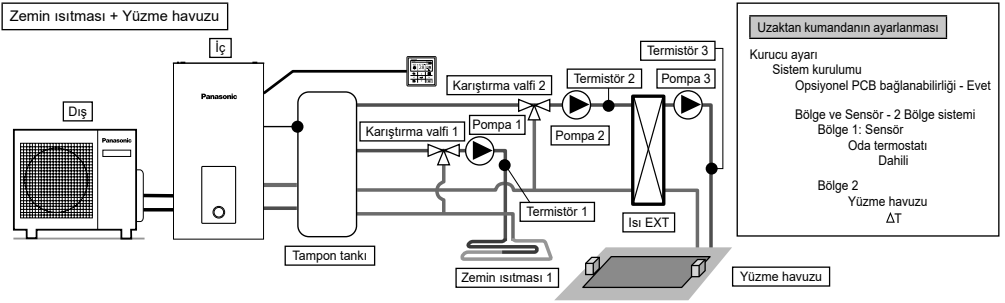 Zemin ısıtması + Yüzme havuzu
İç
Dış
Panasonic
Panasonic
Karıştırma valfi 2
Termistör 2
Termistör 3
Pompa 3
Karıştırma valfi 1
Pompa 1
Pompa 2
Termistör 1
Isı EXT
Tampon tankı
Zemin ısıtması 1
Yüzme havuzu
Uzaktan kumandanın ayarlanması
Kurucu ayarı
Sistem kurulumu
Opsiyonel PCB bağlanabilirliği - Evet
Bölge ve Sensör - 2 Bölge sistemi
Bölge 1: Sensör
Oda termostatı
Dahili
Bölge 2
Yüzme havuzu
ΔT